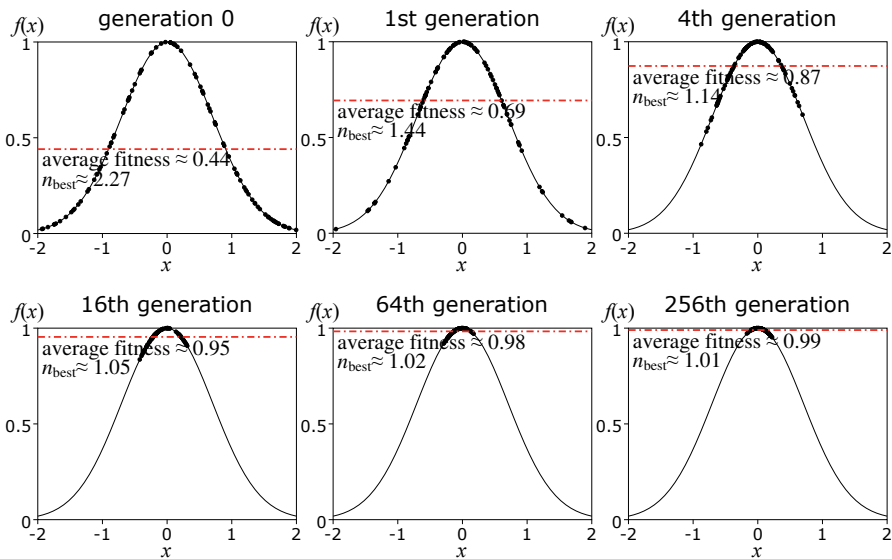 generation 0
f(x)
1
0.5
0
average fitness ≈ 0.44
n_best ≈ 2.27
-2 -1 0 1 2
x
1st generation
f(x)
1
0.5
0
average fitness ≈ 0.69
n_best ≈ 1.44
-2 -1 0 1 2
x
4th generation
f(x)
1
0.5
0
average fitness ≈ 0.87
n_best ≈ 1.14
-2 -1 0 1 2
x
16th generation
f(x)
1
0.5
0
average fitness ≈ 0.95
n_best ≈ 1.05
-2 -1 0 1 2
x
64th generation
f(x)
1
0.5
0
average fitness ≈ 0.98
n_best ≈ 1.02
-2 -1 0 1 2
x
256th generation
f(x)
1
0.5
0
average fitness ≈ 0.99
n_best ≈ 1.01
-2 -1 0 1 2
x